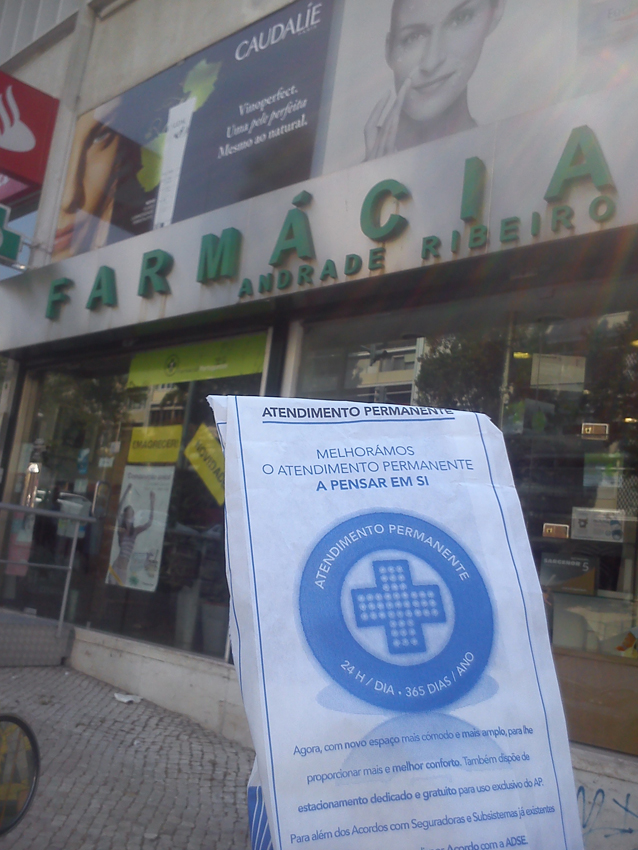 CAUDALÍE
Vinoperfect.
Uma pele perfeita
Mesmo ao natural.
FARMÁCIA
ANDRADE RIBEIRO
EMAGRECER!
NOVIDADE
ATENDIMENTO PERMANENTE
MELHORÁMOS
O ATENDIMENTO PERMANENTE
A PENSAR EM SI
ATENDIMENTO PERMANENTE
24 H / DIA • 365 DIAS / ANO
Agora, com novo espaço mais cómodo e mais amplo, para lhe
proporcionar mais e melhor conforto. Também dispõe de
estacionamento dedicado e gratuito para uso exclusivo do AP.
Para além dos Acordos com Seguradoras e Subsistemas já existentes
Acordo com a ADSE.